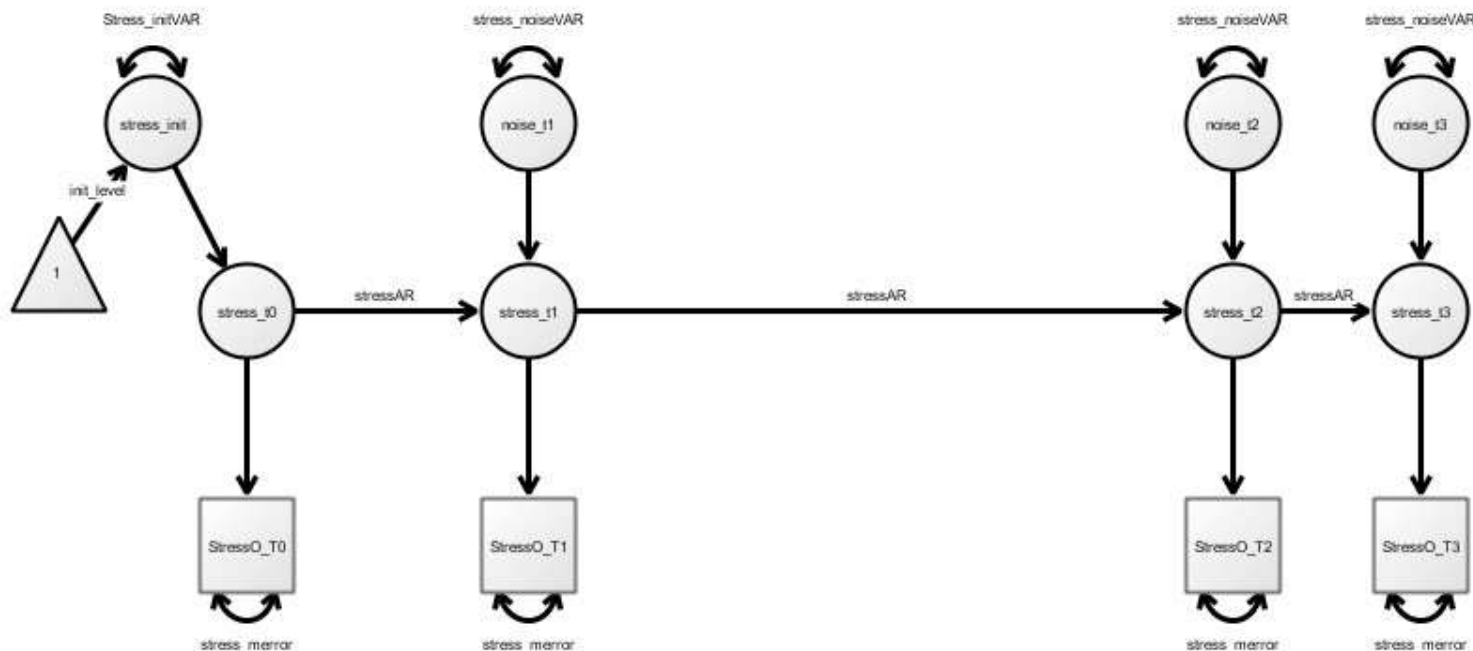 Stress_initVAR
stress_noiseVAR
stress_noiseVAR
stress_noiseVAR
stress_init
noise_t1
noise_t2
noise_t3
init_level
1
stress_t0
stressAR
stress_t1
stressAR
stress_t2
stressAR
stress_t3
StressO_T0
StressO_T1
StressO_T2
StressO_T3
stress_merror
stress_merror
stress_merror
stress_merror